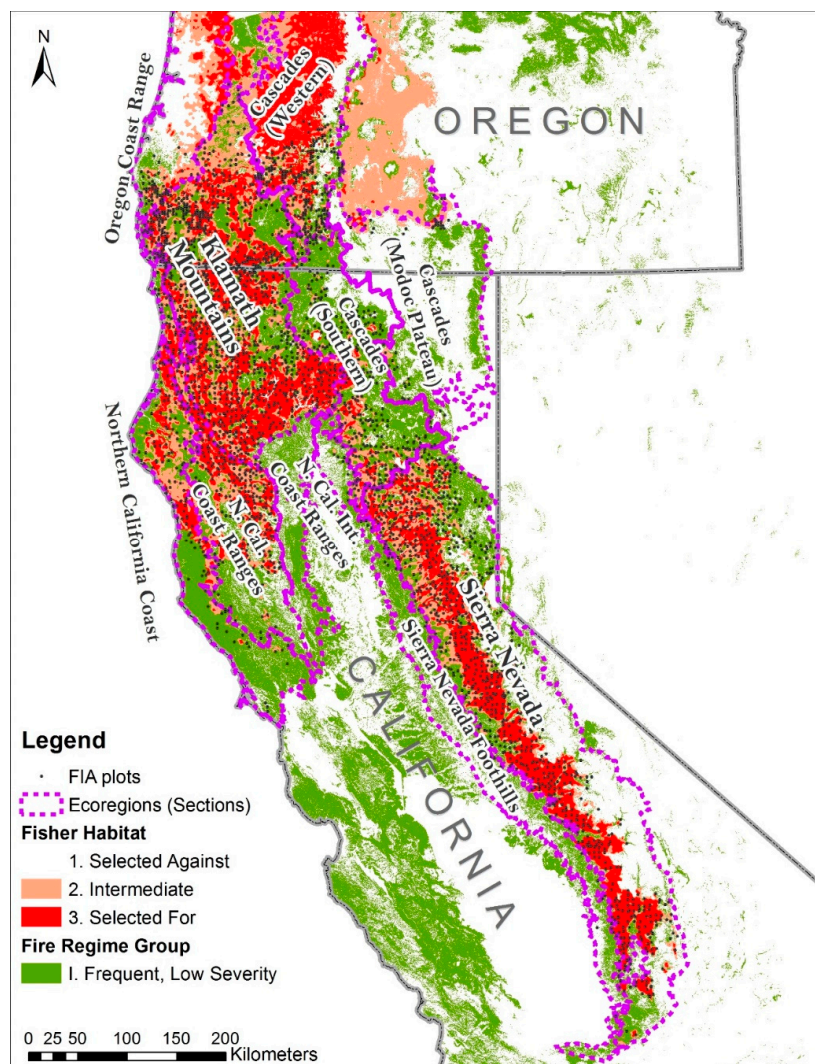 N
Oregon Coast Range
Cascades
(Western)
OREGON
Klamath
Mountains
Cascades
(Southern)
Cascades
(Modoc Plateau)
Northern California Coast
N. Cal.
Coast Ranges
N. Cal. Int.
Coast Ranges
Sierra Nevada
Sierra Nevada Foothills
CALIFORNIA
Legend
FIA plots
Ecoregions (Sections)
Fisher Habitat
1. Selected Against
2. Intermediate
3. Selected For
Fire Regime Group
I. Frequent, Low Severity
0 25 50 100 150 200
Kilometers